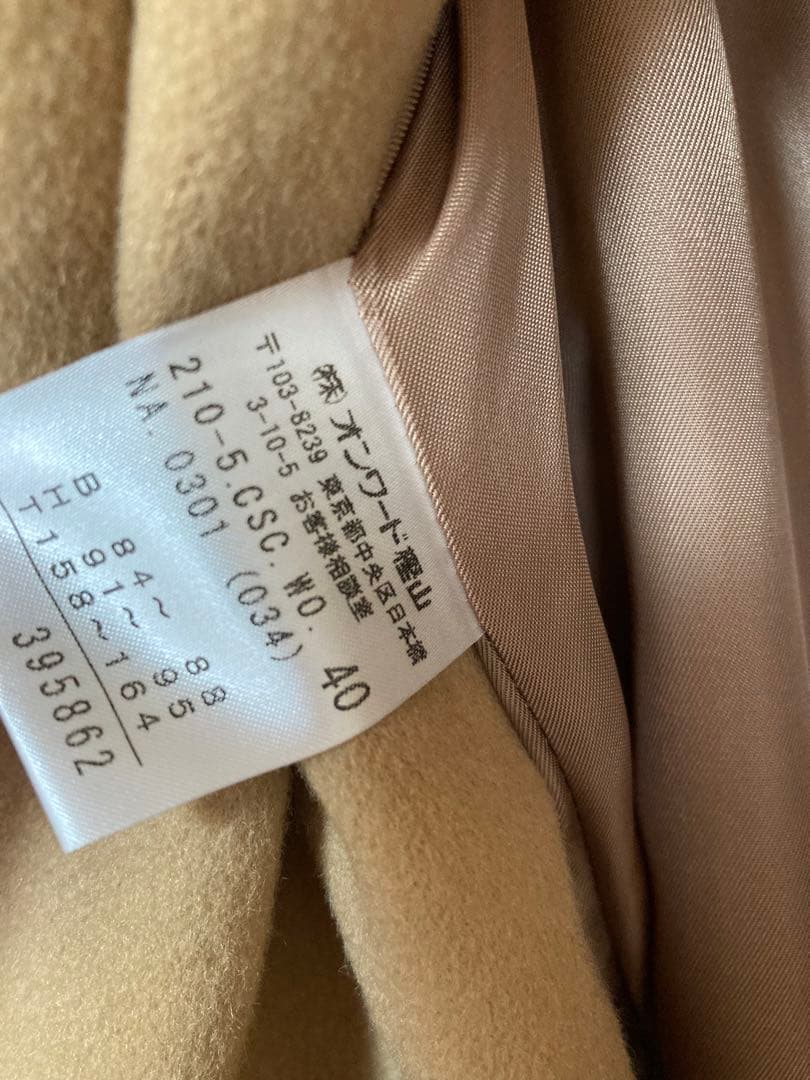 ㈱オンワード樫山
〒103-8239 東京都中央区日本橋
3-10-5 お客様相談室
210-5.CSC.WO. 40
NA. 0301 (034)
B 84～ 88
H 91～ 95
T158～164
395862